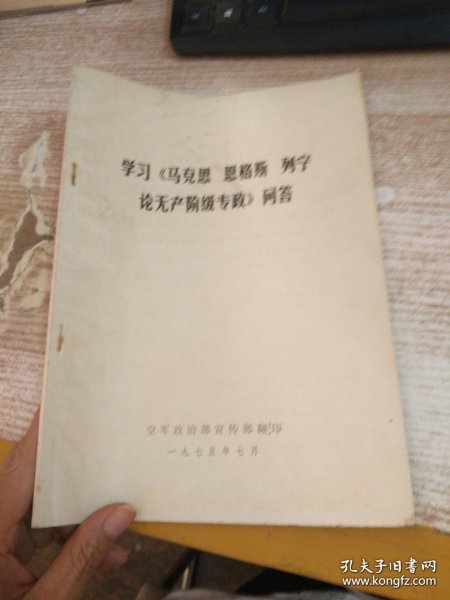 学习《马克思 恩格斯 列宁
论无产阶级专政》问答
空军政治部宣传部翻印
一九七五年七月
孔夫子旧书网
www.kongfz.com